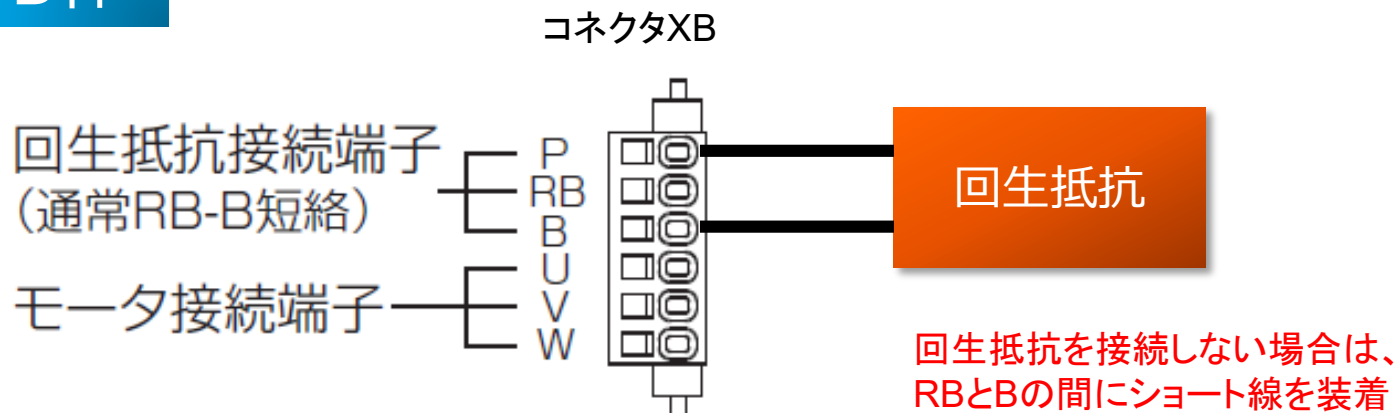 コネクタXB
回生抵抗接続端子
(通常RB-B短絡)
P
RB
B
モータ接続端子
U
V
W
回生抵抗
回生抵抗を接続しない場合は、
RBとBの間にショート線を装着